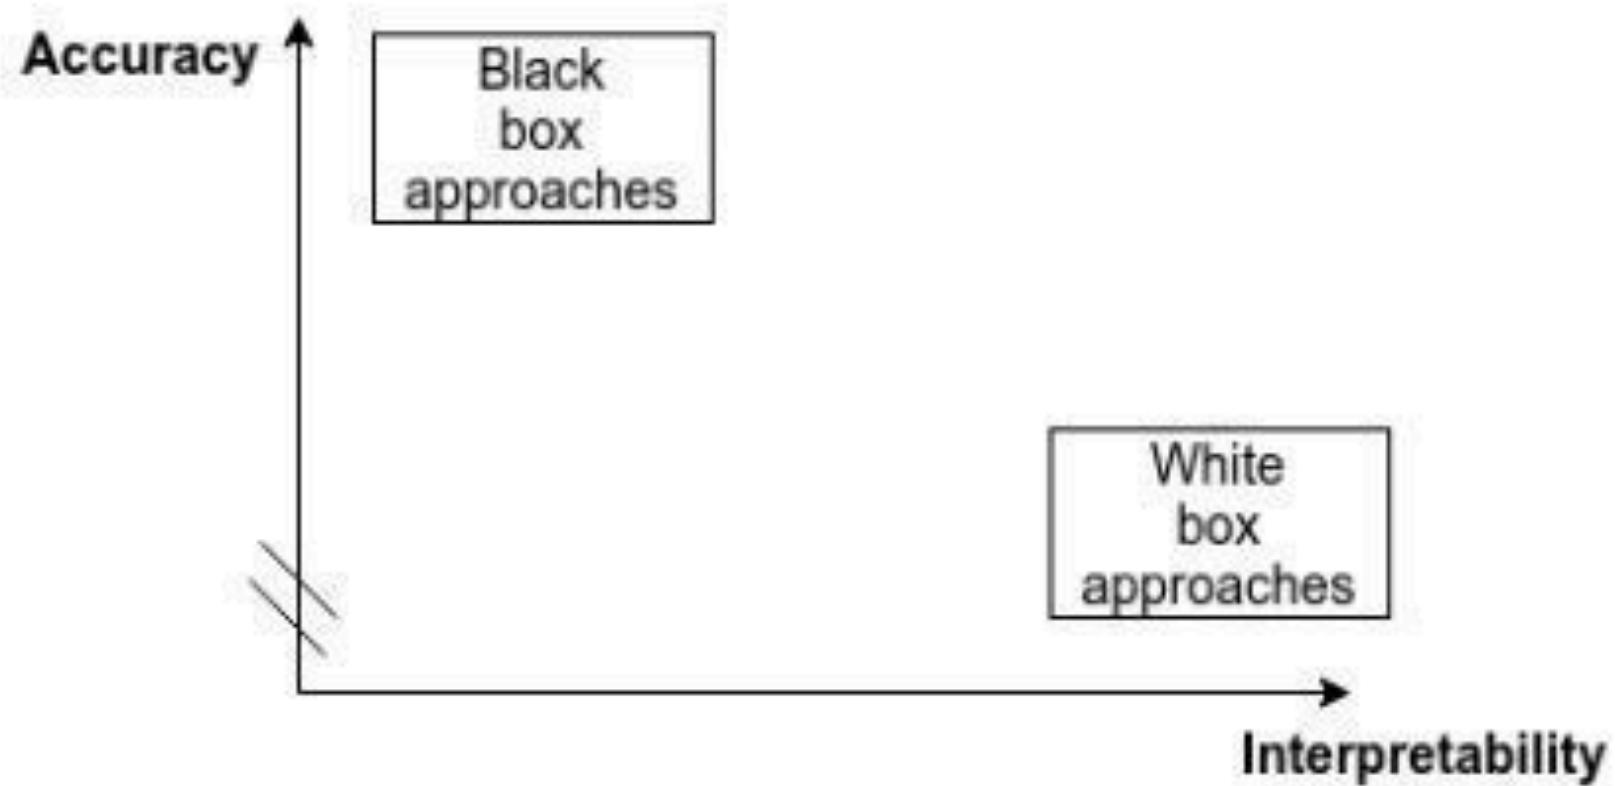 Accuracy
Black
box
approaches
White
box
approaches
Interpretability